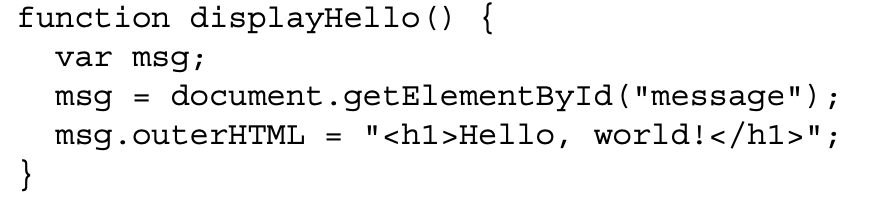 function displayHello() {
  var msg;
  msg = document.getElementById("message");
  msg.outerHTML = "<h1>Hello, world!</h1>";
}